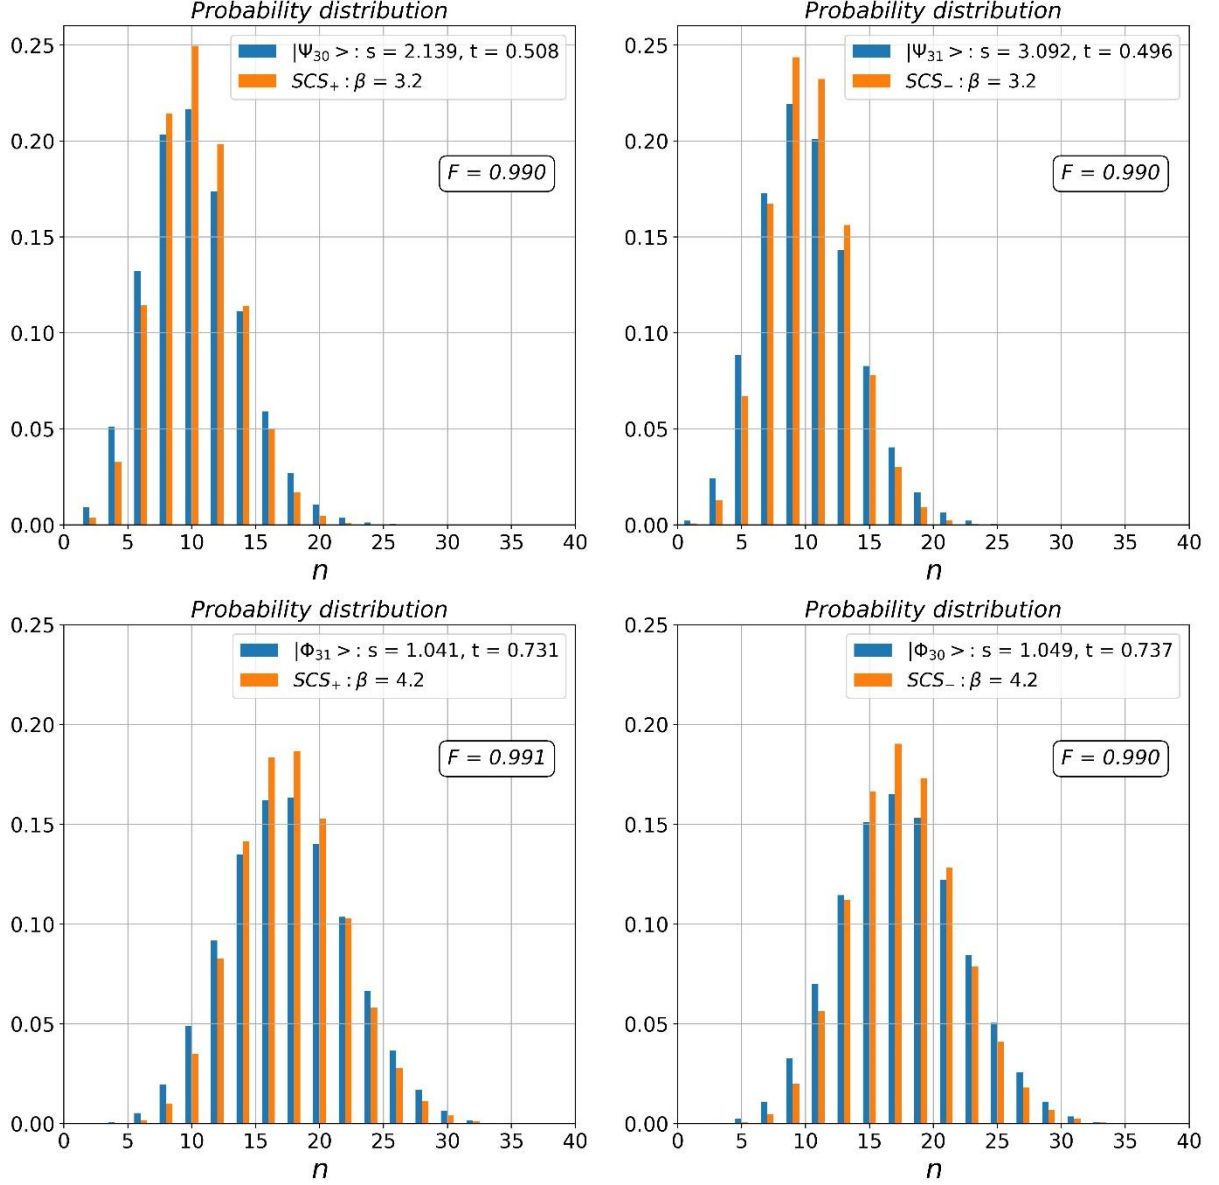 Probability distribution
0.25
0.20
0.15
0.10
0.05
0.00
|Ψ₃₀ >: s = 2.139, t = 0.508
SCS₊: β = 3.2
F = 0.990
0 5 10 15 20 25 30 35 40
n
Probability distribution
0.25
0.20
0.15
0.10
0.05
0.00
|Ψ₃₁ >: s = 3.092, t = 0.496
SCS₋: β = 3.2
F = 0.990
0 5 10 15 20 25 30 35 40
n
Probability distribution
0.25
0.20
0.15
0.10
0.05
0.00
|Φ₃₁ >: s = 1.041, t = 0.731
SCS₊: β = 4.2
F = 0.991
0 5 10 15 20 25 30 35 40
n
Probability distribution
0.25
0.20
0.15
0.10
0.05
0.00
|Φ₃₀ >: s = 1.049, t = 0.737
SCS₋: β = 4.2
F = 0.990
0 5 10 15 20 25 30 35 40
n